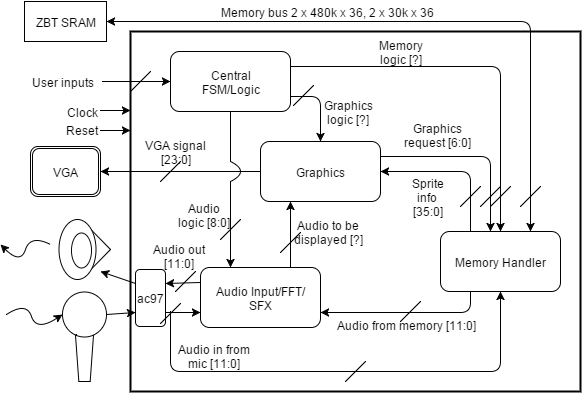 ZBT SRAM
Memory bus 2 x 480k x 36, 2 x 30k x 36
Memory
logic [?]
User inputs
Central
FSM/Logic
Clock
Reset
Graphics
logic [?]
Graphics
request [6:0]
VGA signal
[23:0]
VGA
Graphics
Sprite
info
[35:0]
Audio
logic [8:0]
Audio to be
displayed [?]
Audio out
[11:0]
Memory Handler
ac97
Audio Input/FFT/
SFX
Audio from memory [11:0]
Audio in from
mic [11:0]